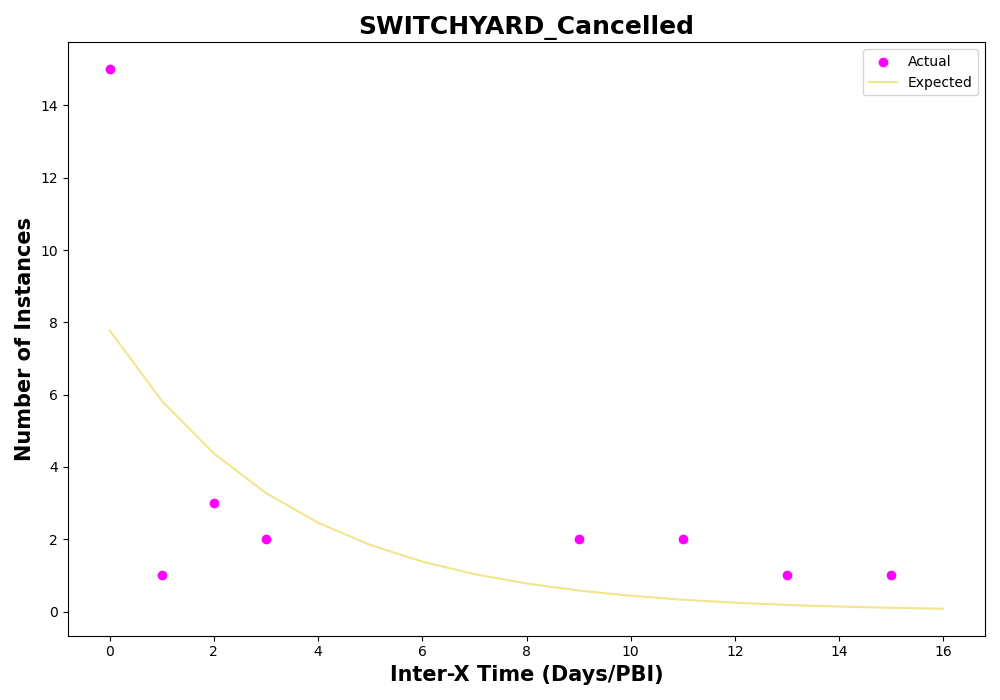 SWITCHYARD_Cancelled
Actual
Expected
Number of Instances
14
12
10
8
6
4
2
0
0 2 4 6 8 10 12 14 16
Inter-X Time (Days/PBI)